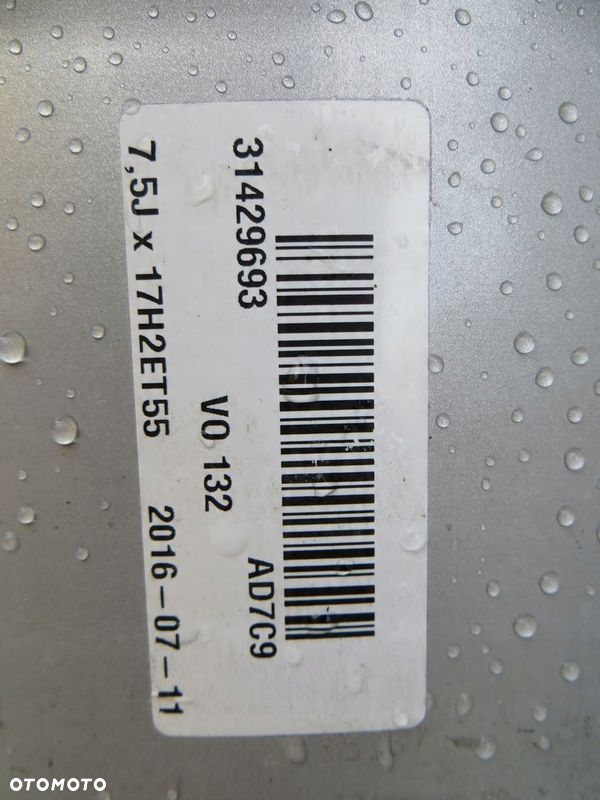 31429693
AD7C9
VO 132
7,5J x 17H2ET55 2016-07-11
OTOMOTO